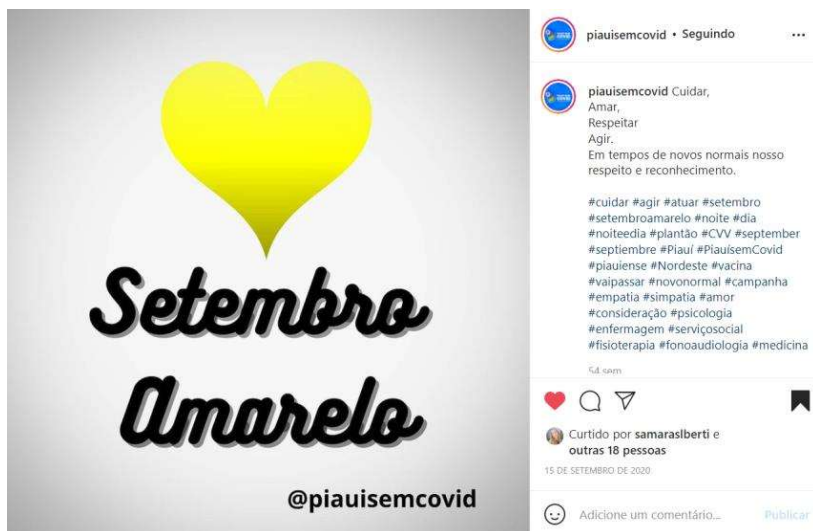 Setembro
Amarelo
@piauisemcovid
piauisemcovid • Seguindo
piauisemcovid Cuidar,
Amar,
Respeitar
Agir.
Em tempos de novos normais nosso
respeito e reconhecimento.
#cuidar #agir #atuar #setembro
#setembroamarelo #noite #dia
#noiteedia #plantão #CVV #september
#septiembre #Piauí #PiauísemCovid
#piauiense #Nordeste #vacina
#vaipassar #novonormal #campanha
#empatia #simpatia #amor
#consideração #psicologia
#enfermagem #serviçosocial
#fisioterapia #fonoaudiologia #medicina
54 sem
Curtido por samaraslberti e
outras 18 pessoas
15 DE SETEMBRO DE 2020
Adicione um comentário... Publicar